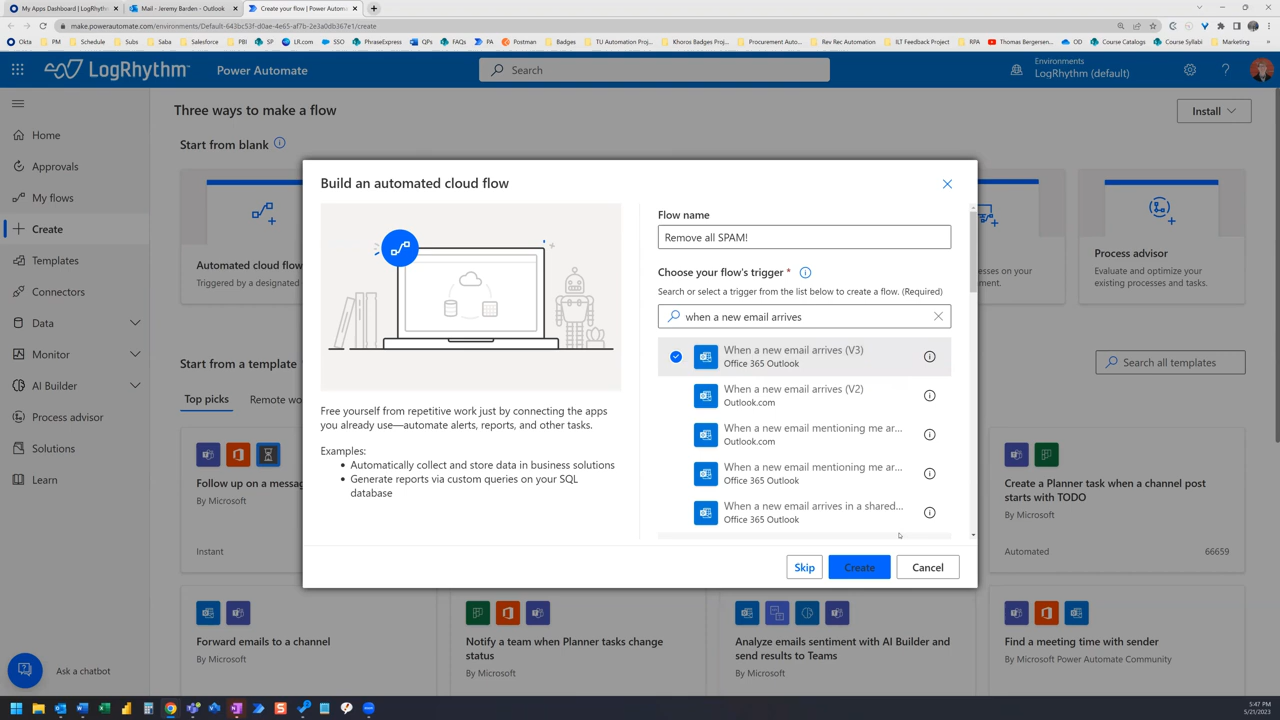 My Apps Dashboard | LogRhythm
Mail - Jeremy Barden - Outlook
Create your flow | Power Automate
make.powerautomate.com/environments/Default-643bc53f-d0ae-4e65-af7b-2e3a0db367e1/create
Okta
PM
Schedule
Subs
Saba
Salesforce
PBI
SP
LR.com
SSO
PhraseExpress
QPs
FAQs
PA
Postman
Badges
TU Automation Proj...
Khoros Badges Proj...
Procurement Auto...
Rev Rec Automation
ILT Feedback Project
RPA
Thomas Bergersen...
OD
Course Catalogs
Course Syllabi
Marketing
LogRhythm
Power Automate
Search
Environments
LogRhythm (default)
Three ways to make a flow
Install
Home
Approvals
My flows
Create
Templates
Connectors
Data
Monitor
AI Builder
Process advisor
Solutions
Learn
Ask a chatbot
Start from blank
Automated cloud flow
Triggered by a designated
Process advisor
Evaluate and optimize your
existing processes and tasks.
esses on your
Start from a template
Search all templates
Top picks
Remote wo
Build an automated cloud flow
Free yourself from repetitive work just by connecting the apps
you already use—automate alerts, reports, and other tasks.
Examples:
• Automatically collect and store data in business solutions
• Generate reports via custom queries on your SQL
database
Flow name
Remove all SPAM!
Choose your flow's trigger *
Search or select a trigger from the list below to create a flow. (Required)
when a new email arrives
When a new email arrives (V3)
Office 365 Outlook
When a new email arrives (V2)
Outlook.com
When a new email mentioning me ar...
Outlook.com
When a new email mentioning me ar...
Office 365 Outlook
When a new email arrives in a shared...
Office 365 Outlook
Skip
Create
Cancel
Follow up on a messag
By Microsoft
Instant
Create a Planner task when a channel post
starts with TODO
By Microsoft
Automated
66659
Forward emails to a channel
By Microsoft
Notify a team when Planner tasks change
status
By Microsoft
Analyze emails sentiment with AI Builder and
send results to Teams
By Microsoft
Find a meeting time with sender
By Microsoft Power Automate Community
5:47 PM
5/21/2023